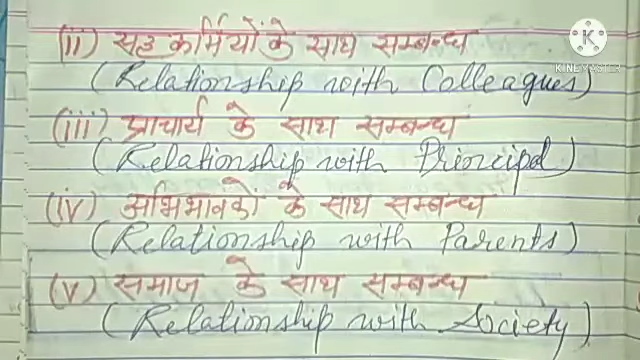 (ii) सह कर्मियों के साथ सम्बन्ध
(Relationship with Colleagues)
(iii) प्राचार्य के साथ सम्बन्ध
(Relationship with Principal)
(iv) अभिभावकों के साथ सम्बन्ध
(Relationship with Parents)
(v) समाज के साथ सम्बन्ध
(Relationship with Society)
KINEMASTER